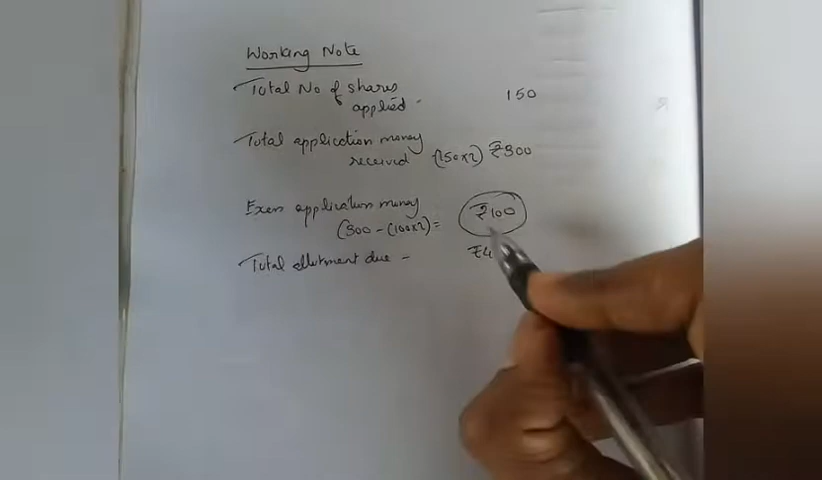 Working Note
Total No of shares
applied - 150
Total application money
received (150x2) ₹300
Excess application money ₹100
(300 - (100x2) =
Total allotment due - ₹4